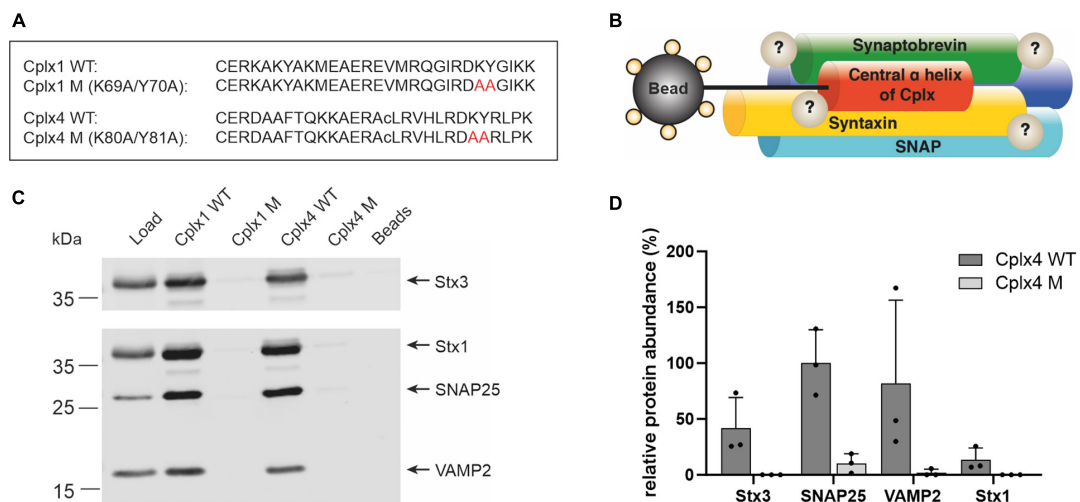 A
Cplx1 WT: CERKAKYAKMEAEREVMRQGIRDKYGIKK
Cplx1 M (K69A/Y70A): CERKAKYAKMEAEREVMRQGIRDAAGIKK
Cplx4 WT: CERDAAFTQKKAERAcLRVHLRDKYRLPK
Cplx4 M (K80A/Y81A): CERDAAFTQKKAERAcLRVHLRDAARLPK
B
Bead
?
Synaptobrevin
?
Central α helix
of Cplx
?
Syntaxin
?
SNAP
C
kDa
Load
Cplx1 WT
Cplx1 M
Cplx4 WT
Cplx4 M
Beads
Stx3
35
Stx1
35
SNAP25
25
VAMP2
15
D
relative protein abundance (%)
200
150
100
50
0
Cplx4 WT
Cplx4 M
Stx3 SNAP25 VAMP2 Stx1